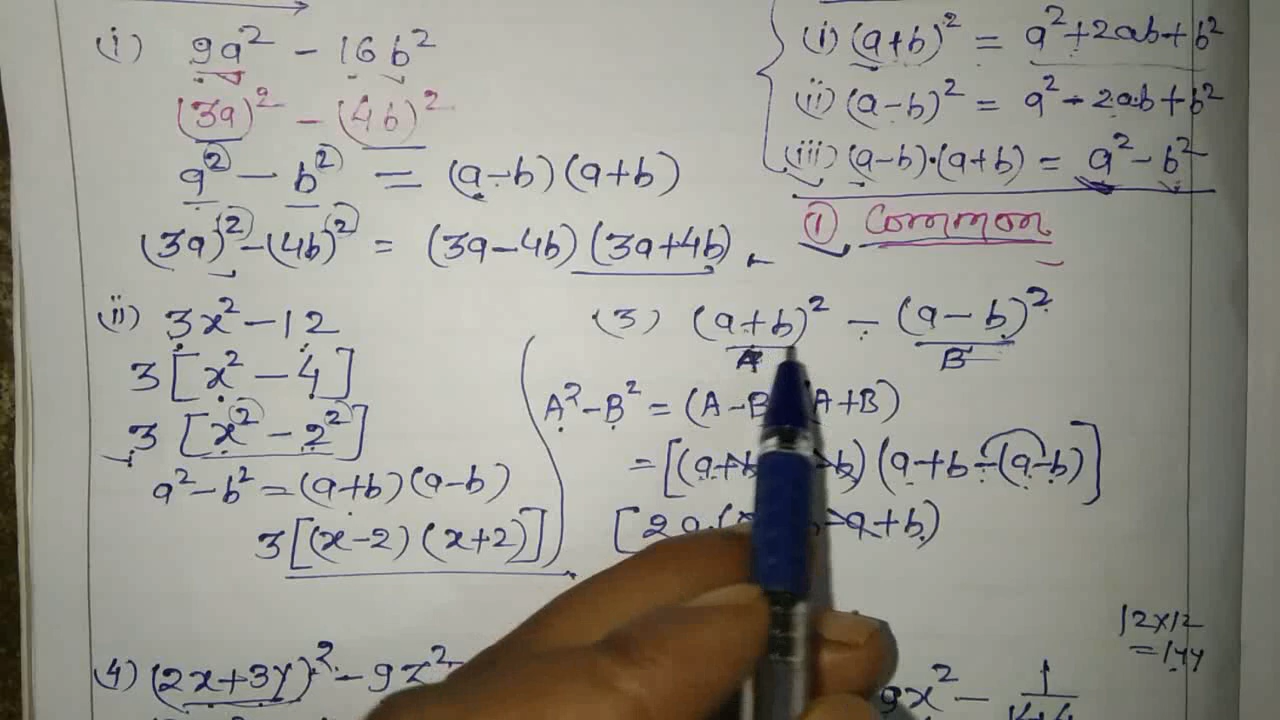 (i) 9a² - 16b²
(3a)² - (4b)²
a² - b² = (a-b)(a+b)
(3a)² - (4b)² = (3a-4b)(3a+4b)
(i) (a+b)² = a²+2ab+b²
(ii) (a-b)² = a²-2ab+b²
(iii) (a-b)·(a+b) = a²-b²
① Common
(ii) 3x²-12
3[x²-4]
3[x²-2²]
a²-b²=(a+b)(a-b)
3[(x-2)(x+2)]
(3) (a+b)² - (a-b)²
A B
A²-B² = (A-B A+B)
=[(a+b -b)(a+b-(a-b)]
[2a -a+b)
(4) (2x+3y)²-9z²
9x² - 1
12×12
=144